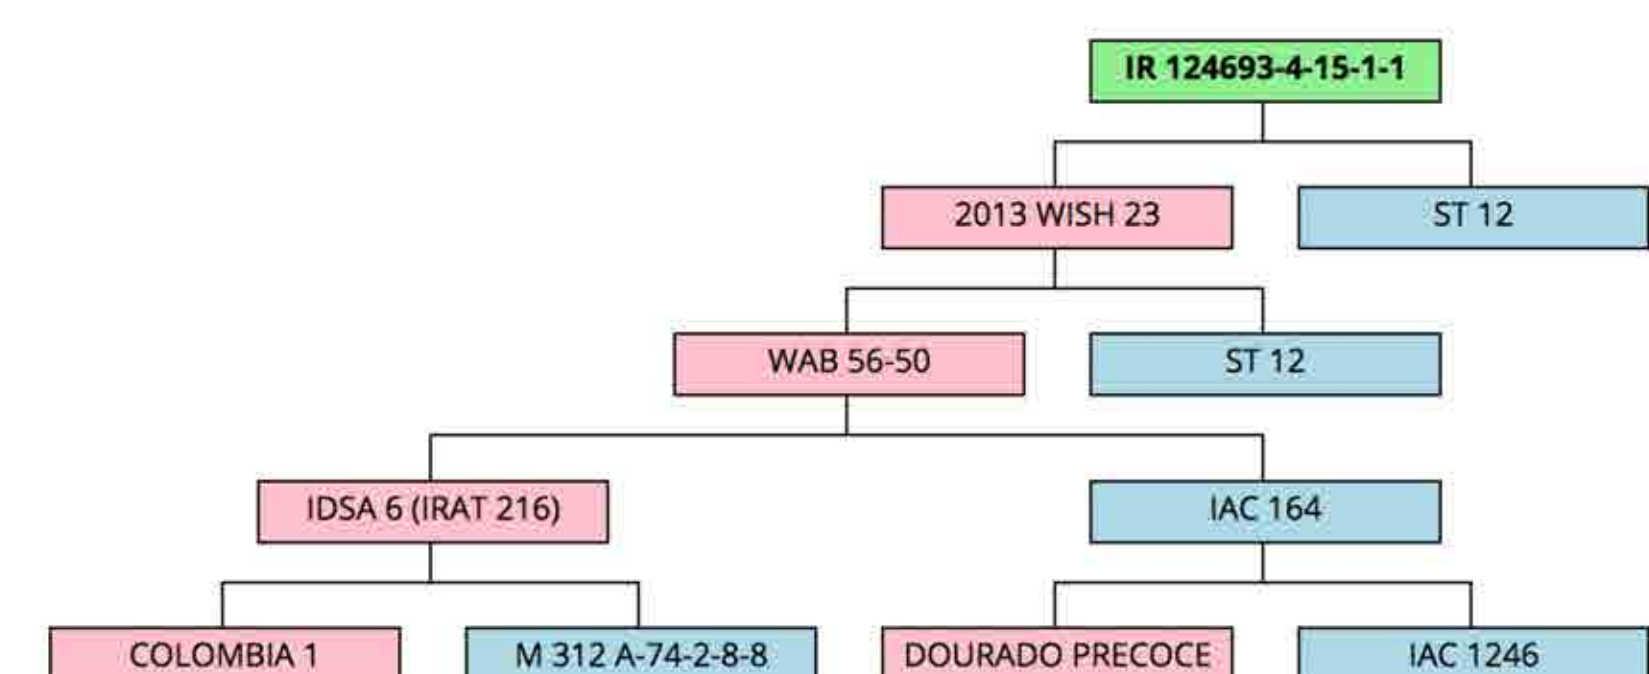 IR 124693-4-15-1-1
2013 WISH 23
ST 12
WAB 56-50
ST 12
IDSA 6 (IRAT 216)
IAC 164
COLOMBIA 1
M 312 A-74-2-8-8
DOURADO PRECOCE
IAC 1246